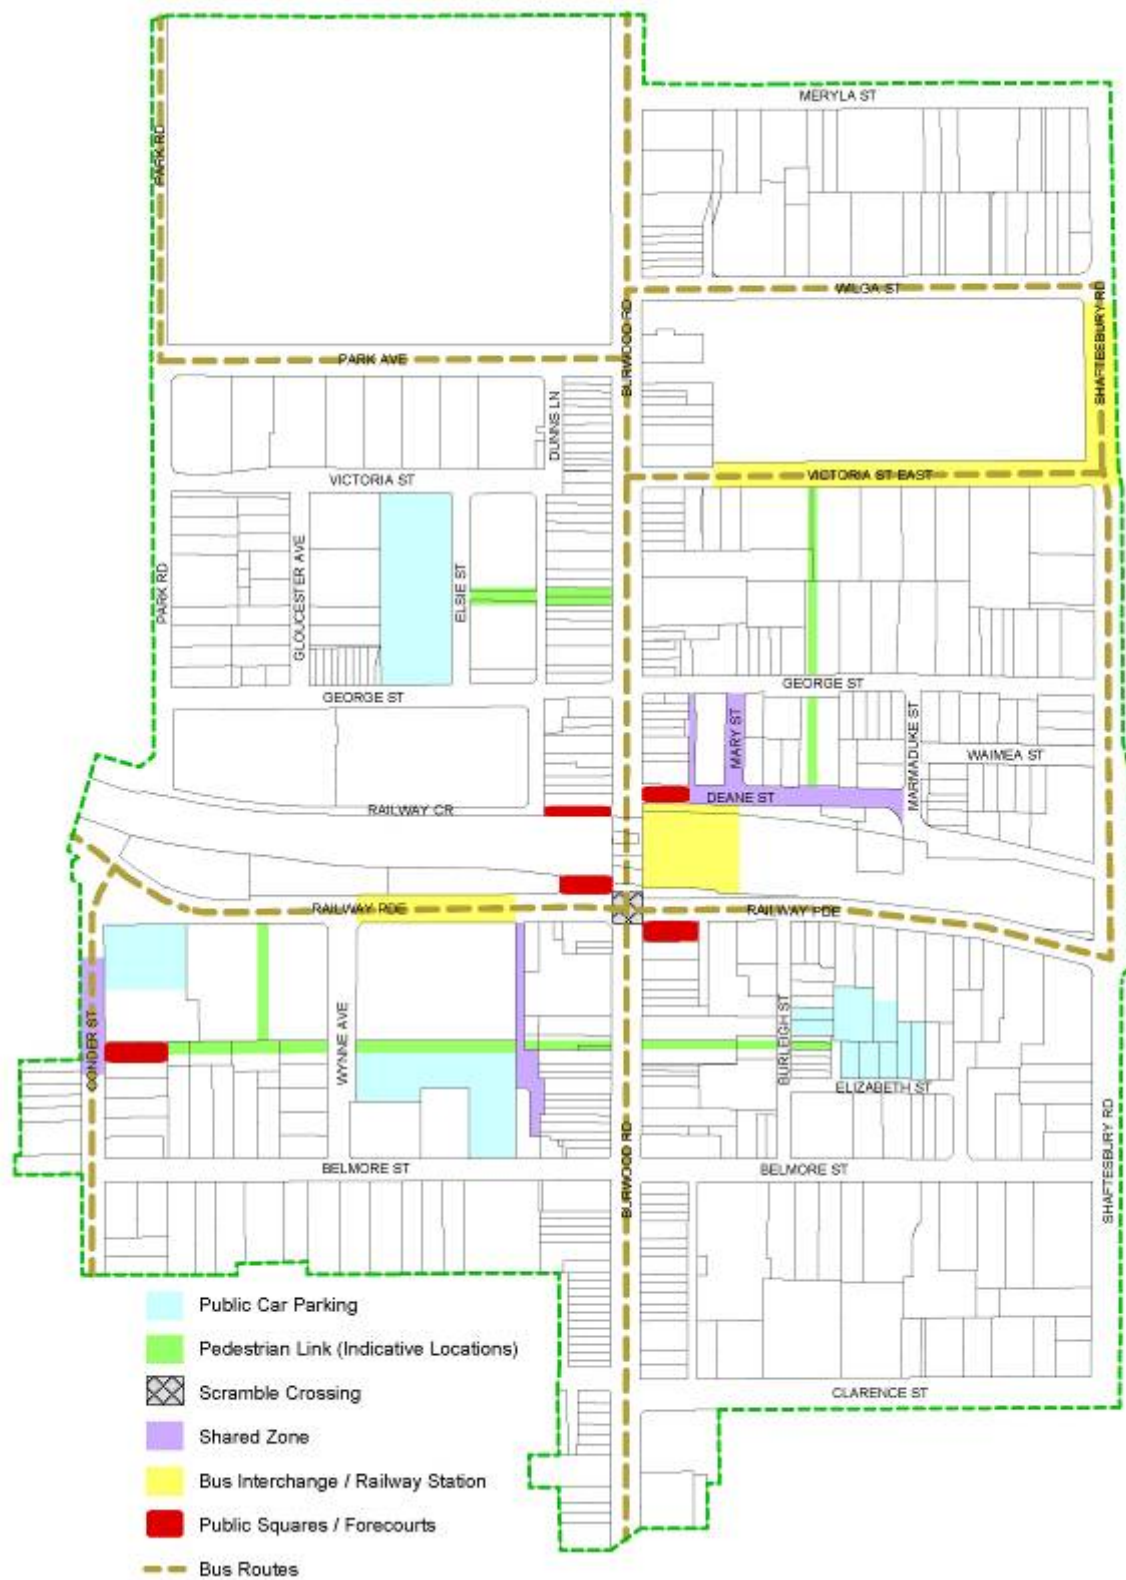 MERYLA ST
PARK RD
WILGA ST
BURWOOD RD
SHAFTESBURY RD
PARK AVE
DUNNS LN
VICTORIA ST
VICTORIA ST EAST
PARK RD
GLOUCESTER AVE
ELSIE ST
GEORGE ST
GEORGE ST
MARY ST
MARMADUKE ST
WAIMEA ST
DEANE ST
RAILWAY CR
RAILWAY PDE
RAILWAY PDE
CONDER ST
WYNNE AVE
BURLEIGH ST
ELIZABETH ST
BURWOOD RD
SHAFTESBURY RD
BELMORE ST
BELMORE ST
CLARENCE ST
Public Car Parking
Pedestrian Link (Indicative Locations)
Scramble Crossing
Shared Zone
Bus Interchange / Railway Station
Public Squares / Forecourts
Bus Routes